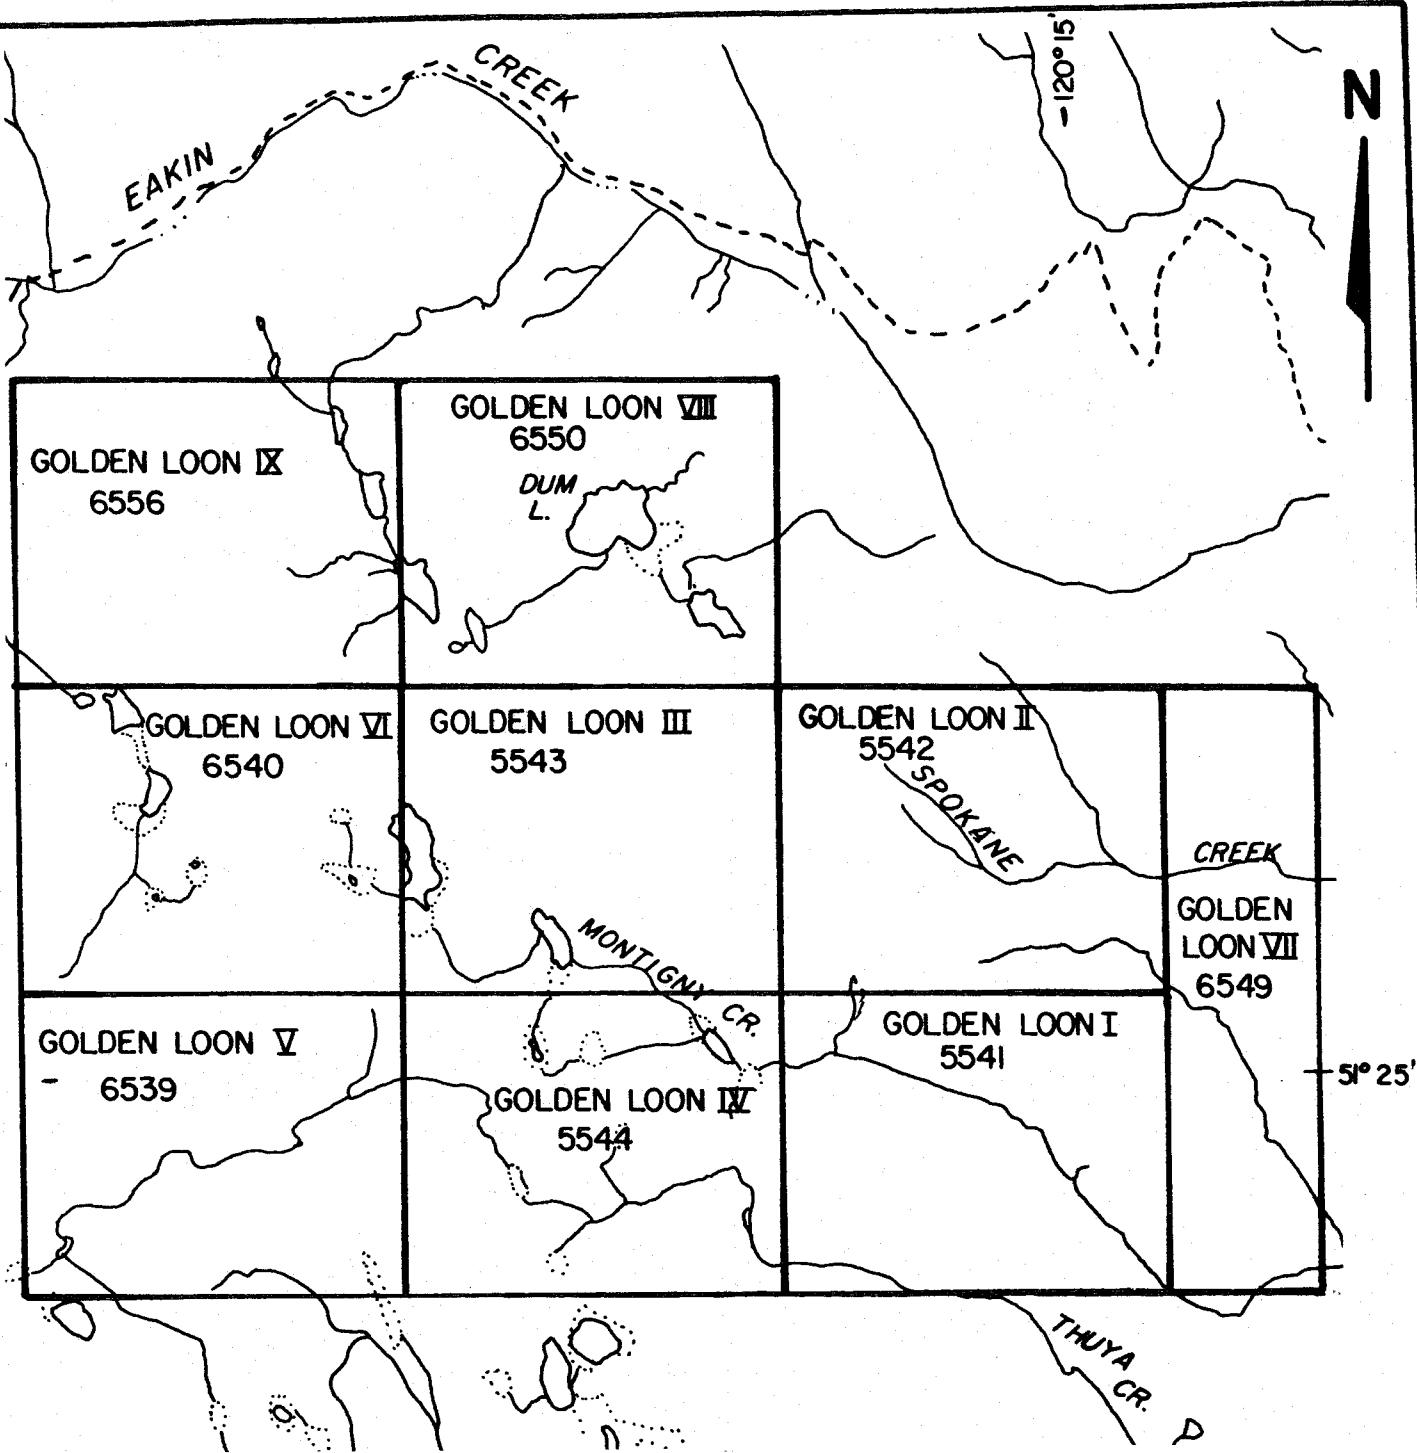 CREEK
EAKIN
-120°15'
N
GOLDEN LOON VIII
6550
GOLDEN LOON IX
6556
DUM
L.
GOLDEN LOON VI
6540
GOLDEN LOON III
5543
GOLDEN LOON II
5542
SPOKANE
CREEK
GOLDEN
LOON VII
6549
MONTIGNY CR.
GOLDEN LOON V
6539
GOLDEN LOON I
5541
51° 25'
GOLDEN LOON IV
5544
THUYA
CR.